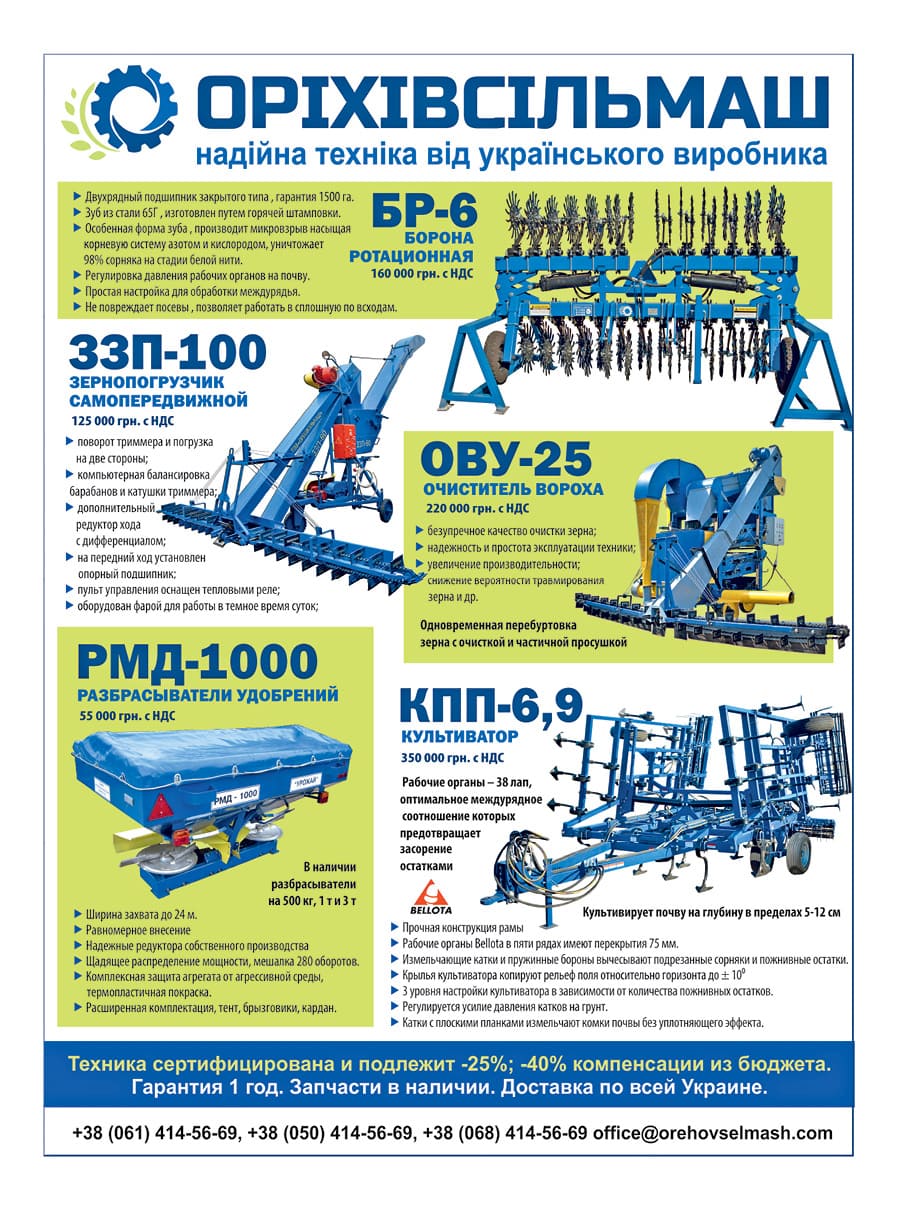 ОРІХІВСІЛЬМАШ
надійна техніка від українського виробника
Двухрядный подшипник закрытого типа , гарантия 1500 га.
Зуб из стали 65Г , изготовлен путем горячей штамповки.
Особенная форма зуба , производит микровзрыв насыщая
корневую систему азотом и кислородом, уничтожает
98% сорняка на стадии белой нити.
Регулировка давления рабочих органов на почву.
Простая настройка для обработки междурядья.
Не повреждает посевы , позволяет работать в сплошную по всходам.
БР-6
БОРОНА
РОТАЦИОННАЯ
160 000 грн. с НДС
ЗЗП-100
ЗЕРНОПОГРУЗЧИК
САМОПЕРЕДВИЖНОЙ
125 000 грн. с НДС
поворот триммера и погрузка
на две стороны;
компьютерная балансировка
барабанов и катушки триммера;
дополнительный
редуктор хода
с дифференциалом;
на передний ход установлен
опорный подшипник;
пульт управления оснащен тепловыми реле;
оборудован фарой для работы в темное время суток;
ОВУ-25
ОЧИСТИТЕЛЬ ВОРОХА
220 000 грн. с НДС
безупречное качество очистки зерна;
надежность и простота эксплуатации техники;
увеличение производительности;
снижение вероятности травмирования
зерна и др.
Одновременная перебуртовка
зерна с очисткой и частичной просушкой
РМД-1000
РАЗБРАСЫВАТЕЛИ УДОБРЕНИЙ
55 000 грн. с НДС
"УРОЖАЙ"
РМД - 1000
В наличии
разбрасыватели
на 500 кг, 1 т и 3 т
Ширина захвата до 24 м.
Равномерное внесение
Надежные редуктора собственного производства
Щадящее распределение мощности, мешалка 280 оборотов.
Комплексная защита агрегата от агрессивной среды,
термопластичная покраска.
Расширенная комплектация, тент, брызговики, кардан.
КПП-6,9
КУЛЬТИВАТОР
350 000 грн. с НДС
Рабочие органы – 38 лап,
оптимальное междурядное
соотношение которых
предотвращает
засорение
остатками
BELLOTA
Культивирует почву на глубину в пределах 5-12 см
Прочная конструкция рамы
Рабочие органы Bellota в пяти рядах имеют перекрытия 75 мм.
Измельчающие катки и пружинные бороны вычесывают подрезанные сорняки и пожнивные остатки.
Крылья культиватора копируют рельеф поля относительно горизонта до ± 10⁰
3 уровня настройки культиватора в зависимости от количества пожнивных остатков.
Регулируется усилие давления катков на грунт.
Катки с плоскими планками измельчают комки почвы без уплотняющего эффекта.
Техника сертифицирована и подлежит -25%; -40% компенсации из бюджета.
Гарантия 1 год. Запчасти в наличии. Доставка по всей Украине.
+38 (061) 414-56-69, +38 (050) 414-56-69, +38 (068) 414-56-69 office@orehovselmash.com